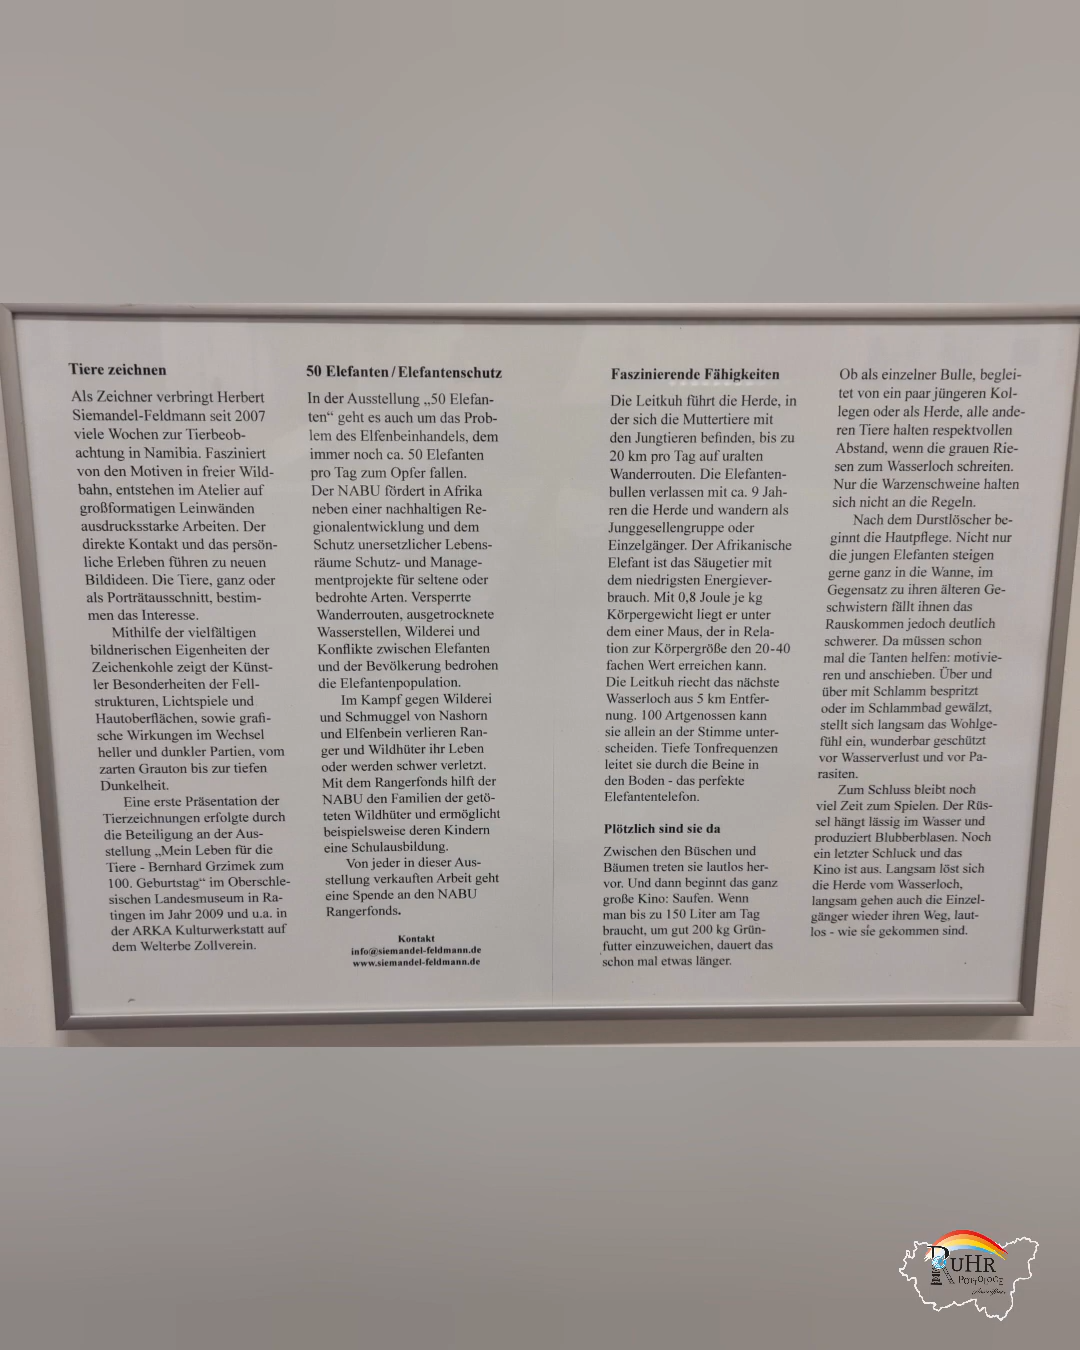 Tiere zeichnen
Als Zeichner verbringt Herbert
Siemandel-Feldmann seit 2007
viele Wochen zur Tierbeob-
achtung in Namibia. Fasziniert
von den Motiven in freier Wild-
bahn, entstehen im Atelier auf
großformatigen Leinwänden
ausdrucksstarke Arbeiten. Der
direkte Kontakt und das persön-
liche Erleben führen zu neuen
Bildideen. Die Tiere, ganz oder
als Porträtausschnitt, bestim-
men das Interesse.
Mithilfe der vielfältigen
bildnerischen Eigenheiten der
Zeichenkohle zeigt der Künst-
ler Besonderheiten der Fell-
strukturen, Lichtspiele und
Hautoberflächen, sowie grafi-
sche Wirkungen im Wechsel
heller und dunkler Partien, vom
zarten Grauton bis zur tiefen
Dunkelheit.
Eine erste Präsentation der
Tierzeichnungen erfolgte durch
die Beteiligung an der Aus-
stellung „Mein Leben für die
Tiere - Bernhard Grzimek zum
100. Geburtstag“ im Oberschle-
sischen Landesmuseum in Ra-
tingen im Jahr 2009 und u.a. in
der ARKA Kulturwerkstatt auf
dem Welterbe Zollverein.
50 Elefanten / Elefantenschutz
In der Ausstellung „50 Elefan-
ten“ geht es auch um das Prob-
lem des Elfenbeinhandels, dem
immer noch ca. 50 Elefanten
pro Tag zum Opfer fallen.
Der NABU fördert in Afrika
neben einer nachhaltigen Re-
gionalentwicklung und dem
Schutz unersetzlicher Lebens-
räume Schutz- und Manage-
mentprojekte für seltene oder
bedrohte Arten. Versperrte
Wanderrouten, ausgetrocknete
Wasserstellen, Wilderei und
Konflikte zwischen Elefanten
und der Bevölkerung bedrohen
die Elefantenpopulation.
Im Kampf gegen Wilderei
und Schmuggel von Nashorn
und Elfenbein verlieren Ran-
ger und Wildhüter ihr Leben
oder werden schwer verletzt.
Mit dem Rangerfonds hilft der
NABU den Familien der getö-
teten Wildhüter und ermöglicht
beispielsweise deren Kindern
eine Schulausbildung.
Von jeder in dieser Aus-
stellung verkauften Arbeit geht
eine Spende an den NABU
Rangerfonds.
Kontakt
info@siemandel-feldmann.de
www.siemandel-feldmann.de
Faszinierende Fähigkeiten
Die Leitkuh führt die Herde, in
der sich die Muttertiere mit
den Jungtieren befinden, bis zu
20 km pro Tag auf uralten
Wanderrouten. Die Elefanten-
bullen verlassen mit ca. 9 Jah-
ren die Herde und wandern als
Junggesellengruppe oder
Einzelgänger. Der Afrikanische
Elefant ist das Säugetier mit
dem niedrigsten Energiever-
brauch. Mit 0,8 Joule je kg
Körpergewicht liegt er unter
dem einer Maus, der in Rela-
tion zur Körpergröße den 20-40
fachen Wert erreichen kann.
Die Leitkuh riecht das nächste
Wasserloch aus 5 km Entfer-
nung. 100 Artgenossen kann
sie allein an der Stimme unter-
scheiden. Tiefe Tonfrequenzen
leitet sie durch die Beine in
den Boden - das perfekte
Elefantentelefon.
Plötzlich sind sie da
Zwischen den Büschen und
Bäumen treten sie lautlos her-
vor. Und dann beginnt das ganz
große Kino: Saufen. Wenn
man bis zu 150 Liter am Tag
braucht, um gut 200 kg Grün-
futter einzuweichen, dauert das
schon mal etwas länger.
Ob als einzelner Bulle, beglei-
tet von ein paar jüngeren Kol-
legen oder als Herde, alle ande-
ren Tiere halten respektvollen
Abstand, wenn die grauen Rie-
sen zum Wasserloch schreiten.
Nur die Warzenschweine halten
sich nicht an die Regeln.
Nach dem Durstlöscher be-
ginnt die Hautpflege. Nicht nur
die jungen Elefanten steigen
gerne ganz in die Wanne, im
Gegensatz zu ihren älteren Ge-
schwistern fällt ihnen das
Rauskommen jedoch deutlich
schwerer. Da müssen schon
mal die Tanten helfen: motivie-
ren und anschieben. Über und
über mit Schlamm bespritzt
oder im Schlammbad gewälzt,
stellt sich langsam das Wohlge-
fühl ein, wunderbar geschützt
vor Wasserverlust und vor Pa-
rasiten.
Zum Schluss bleibt noch
viel Zeit zum Spielen. Der Rüs-
sel hängt lässig im Wasser und
produziert Blubberblasen. Noch
ein letzter Schluck und das
Kino ist aus. Langsam löst sich
die Herde vom Wasserloch,
langsam gehen auch die Einzel-
gänger wieder ihren Weg, laut-
los - wie sie gekommen sind.
RUHR
POTTOLOGE